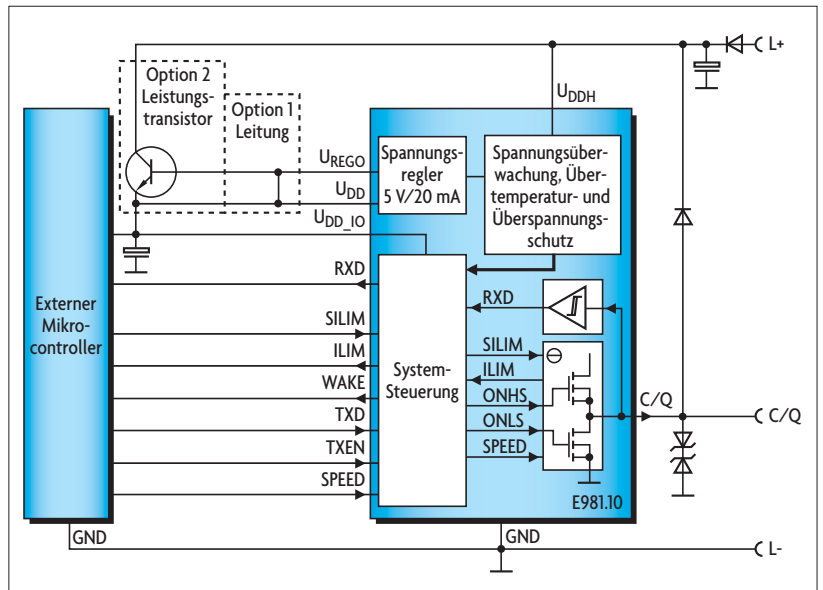 L+
Option 2
Leistungs-
transistor
Option 1
Leitung
UDDH
UREGO
UDD
UDD_IO
Spannungs-
regler
5 V/20 mA
Spannungsüber-
wachung, Über-
temperatur- und
Überspannungs-
schutz
Externer
Mikro-
controller
RXD
SILIM
ILIM
WAKE
TXD
TXEN
SPEED
System-
Steuerung
RXD
SILIM
ILIM
ONHS
ONLS
SPEED
C/Q
C/Q
E981.10
GND
GND
L-